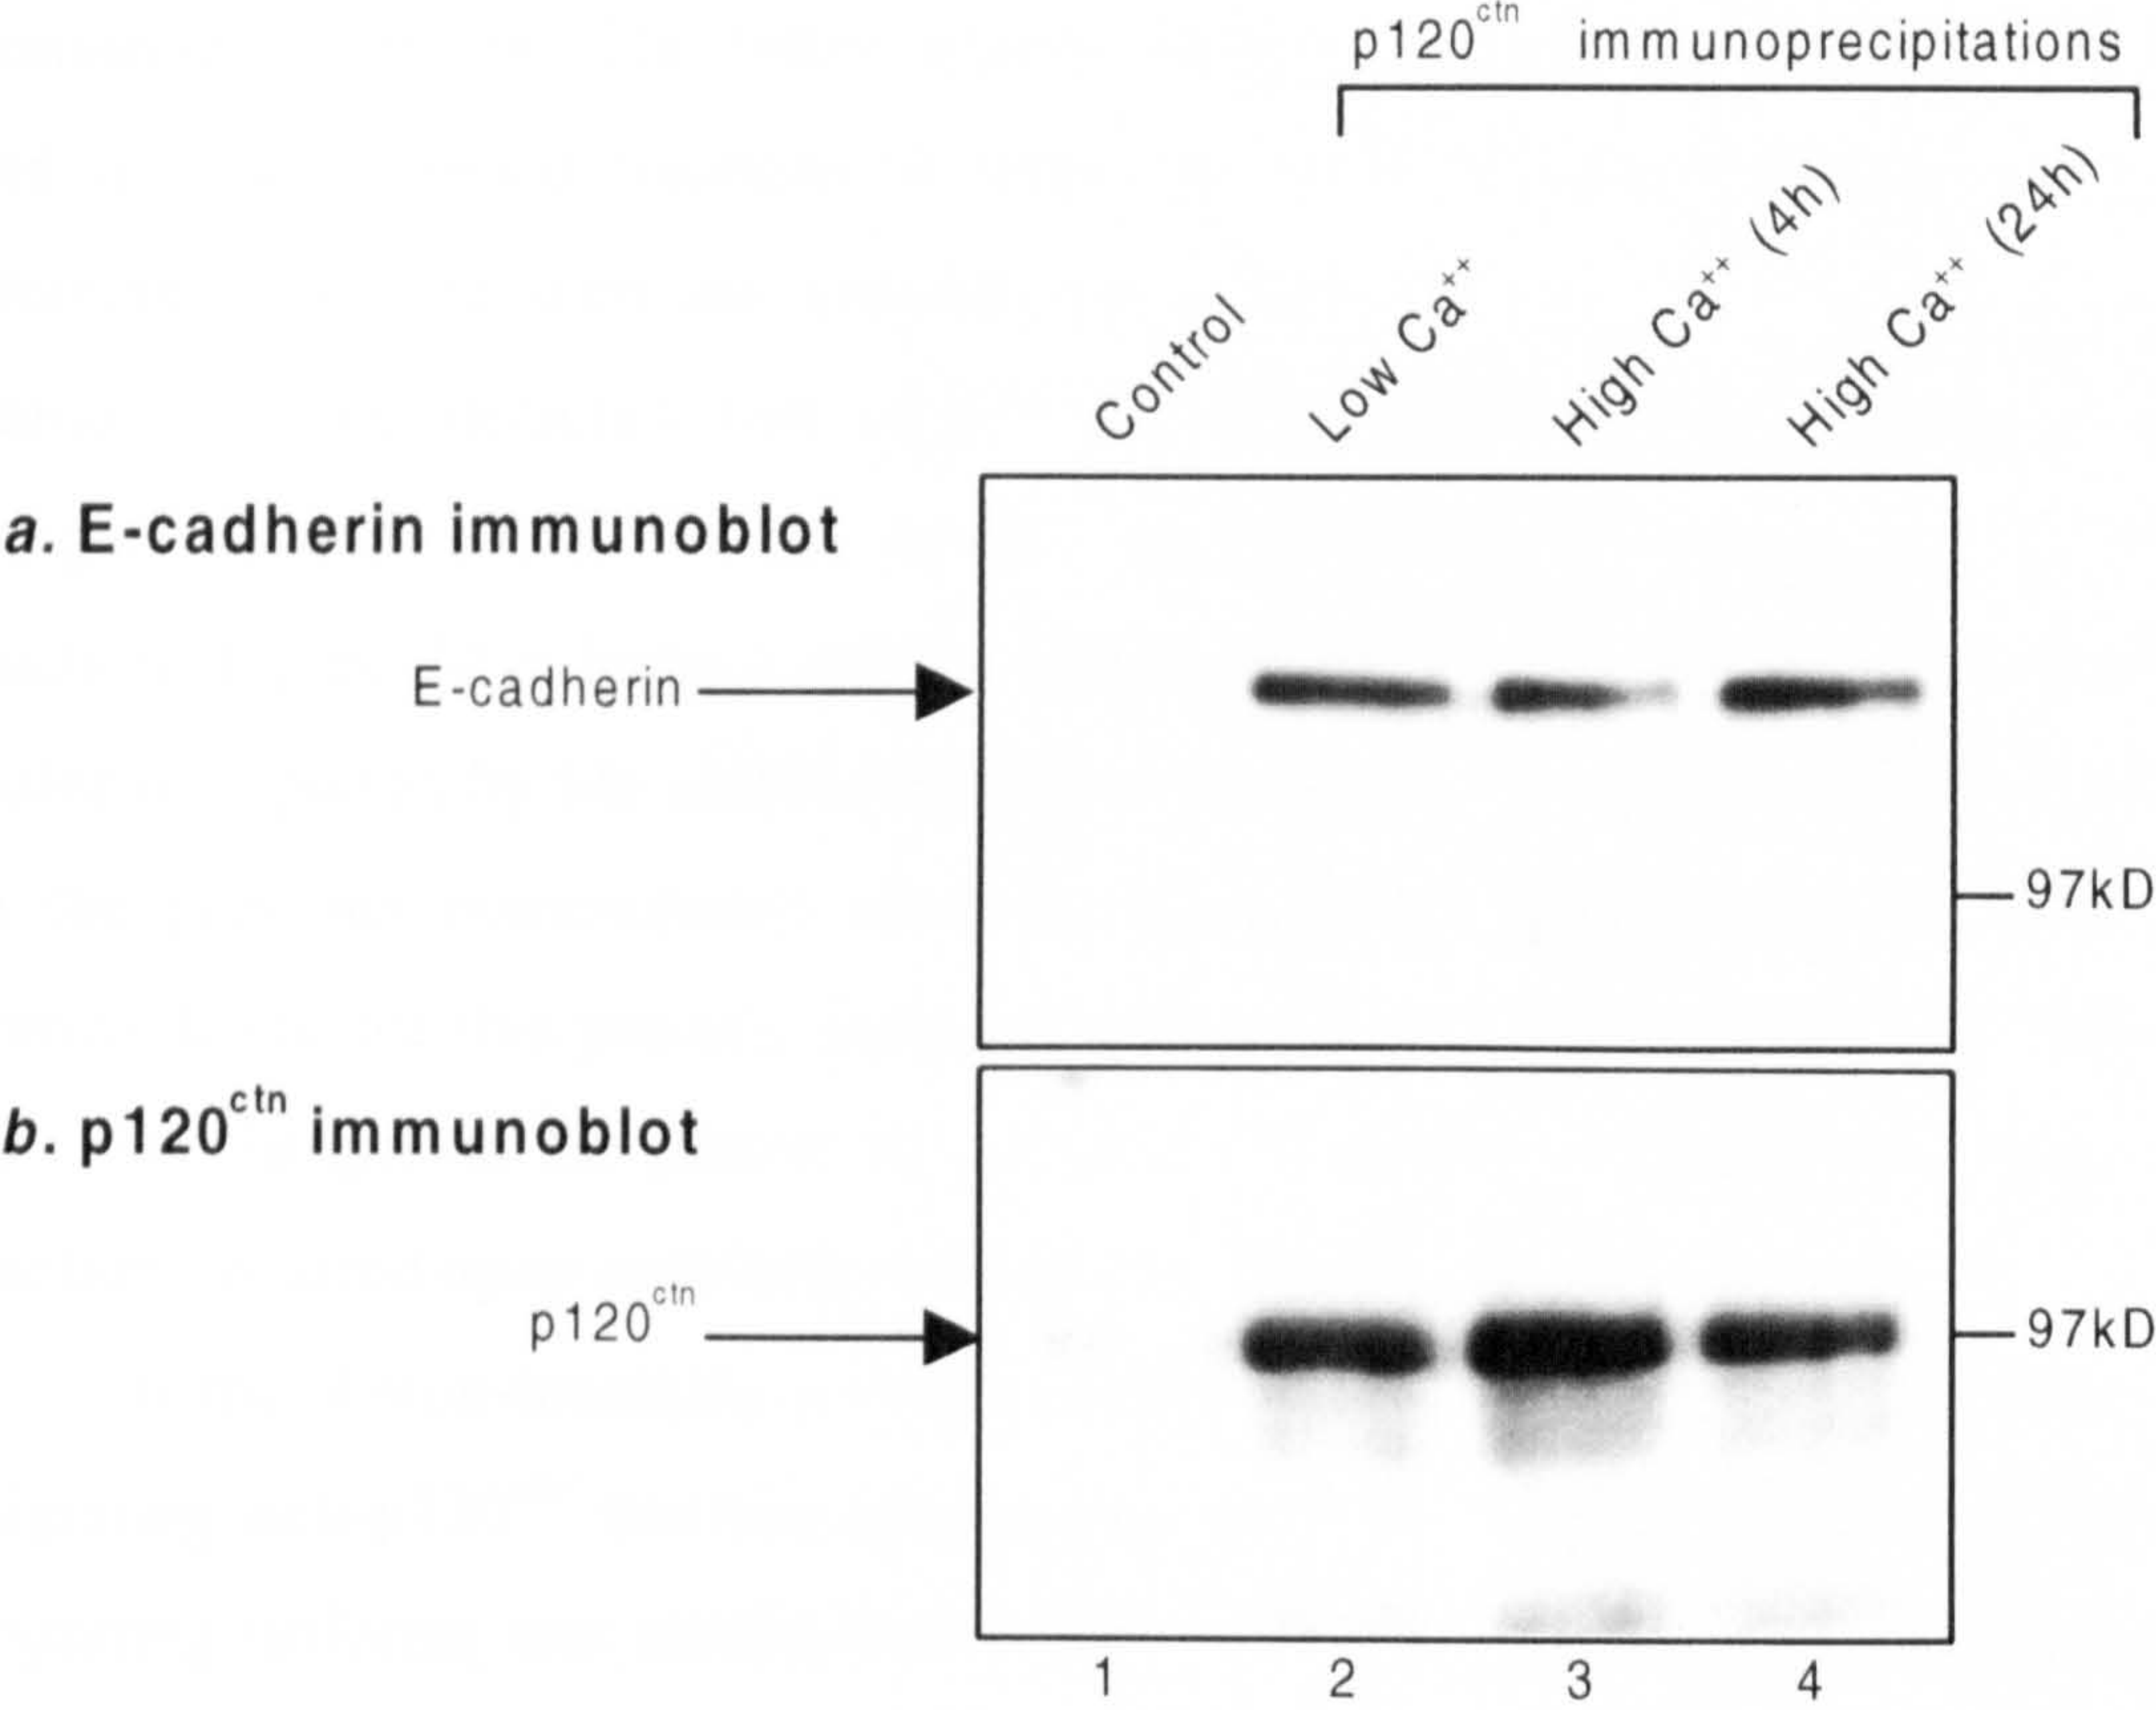 p120ctn immunoprecipitations
Control
Low Ca++
High Ca++ (4h)
High Ca++ (24h)
a. E-cadherin immunoblot
E-cadherin
97kD
b. p120ctn immunoblot
p120ctn
97kD
1 2 3 4